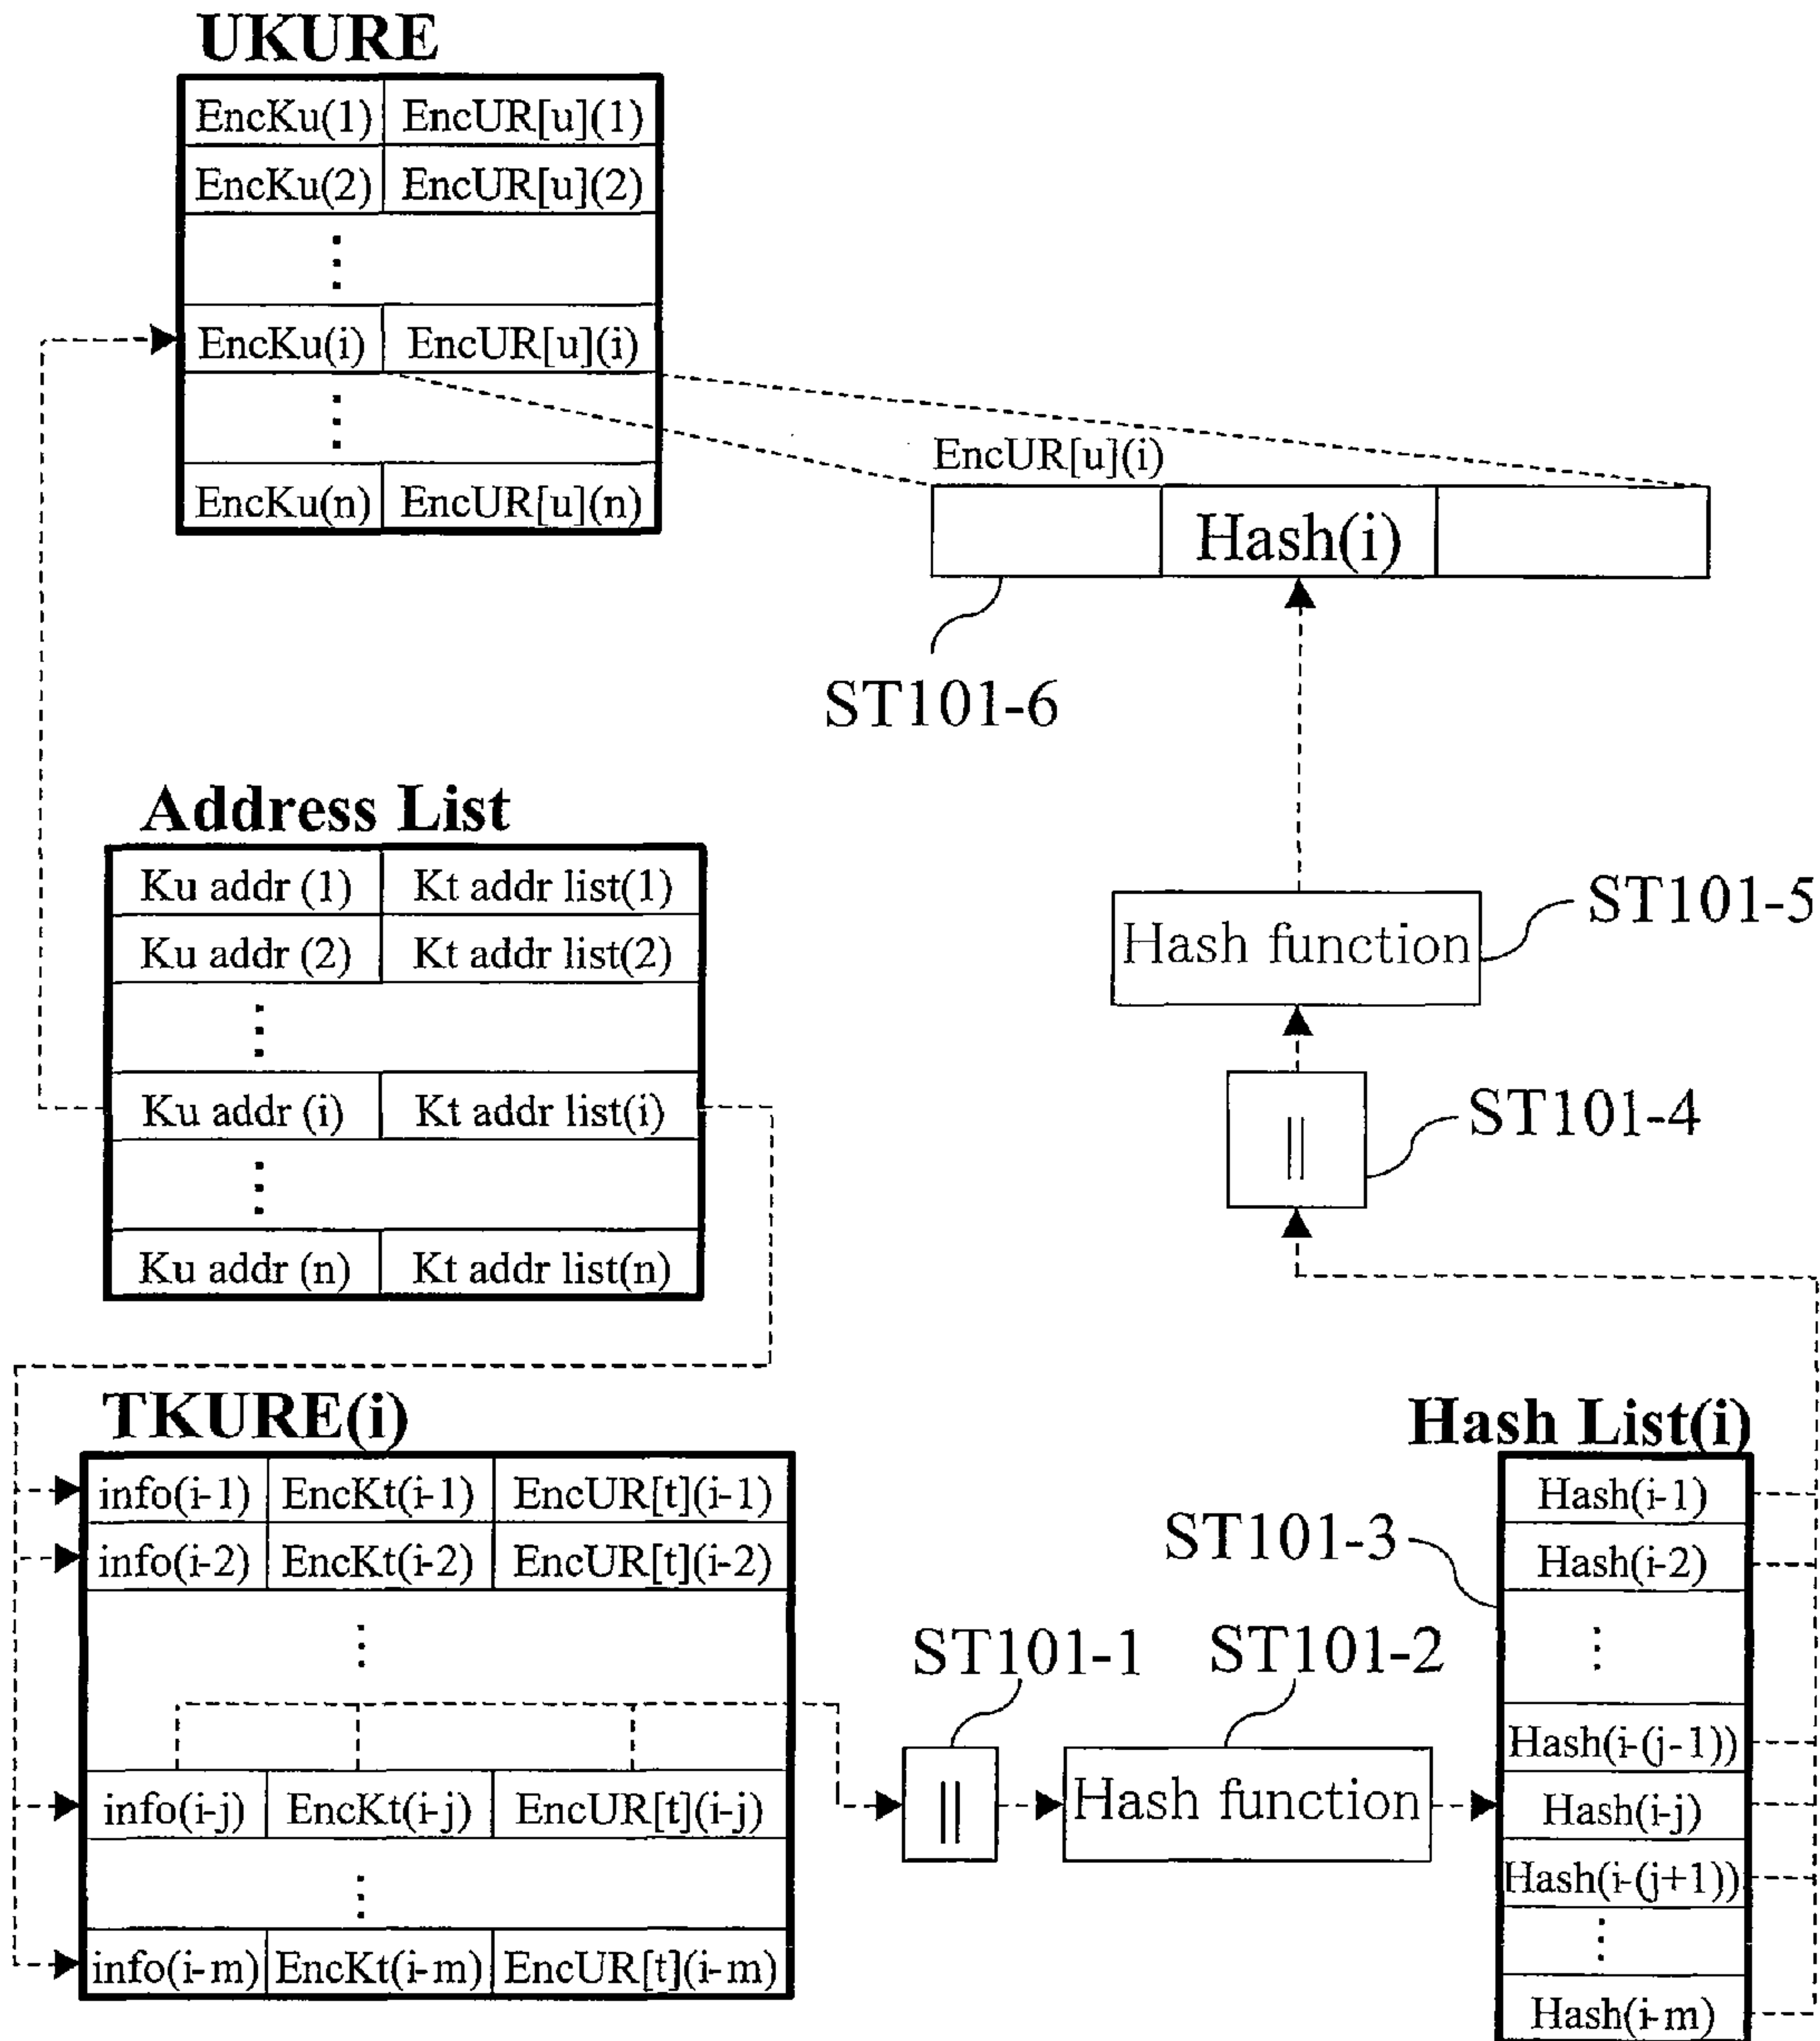 UKURE
EncKu(1) EncUR[u](1)
EncKu(2) EncUR[u](2)
⋮
EncKu(i) EncUR[u](i)
⋮
EncKu(n) EncUR[u](n)
EncUR[u](i)
Hash(i)
ST101-6
Address List
Ku addr (1) Kt addr list(1)
Ku addr (2) Kt addr list(2)
⋮
Ku addr (i) Kt addr list(i)
⋮
Ku addr (n) Kt addr list(n)
Hash function
ST101-5
||
ST101-4
TKURE(i)
info(i-1) EncKt(i-1) EncUR[t](i-1)
info(i-2) EncKt(i-2) EncUR[t](i-2)
⋮
info(i-j) EncKt(i-j) EncUR[t](i-j)
⋮
info(i-m) EncKt(i-m) EncUR[t](i-m)
ST101-1
||
ST101-2
Hash function
ST101-3
Hash List(i)
Hash(i-1)
Hash(i-2)
⋮
Hash(i-(j-1))
Hash(i-j)
Hash(i-(j+1))
⋮
Hash(i-m)